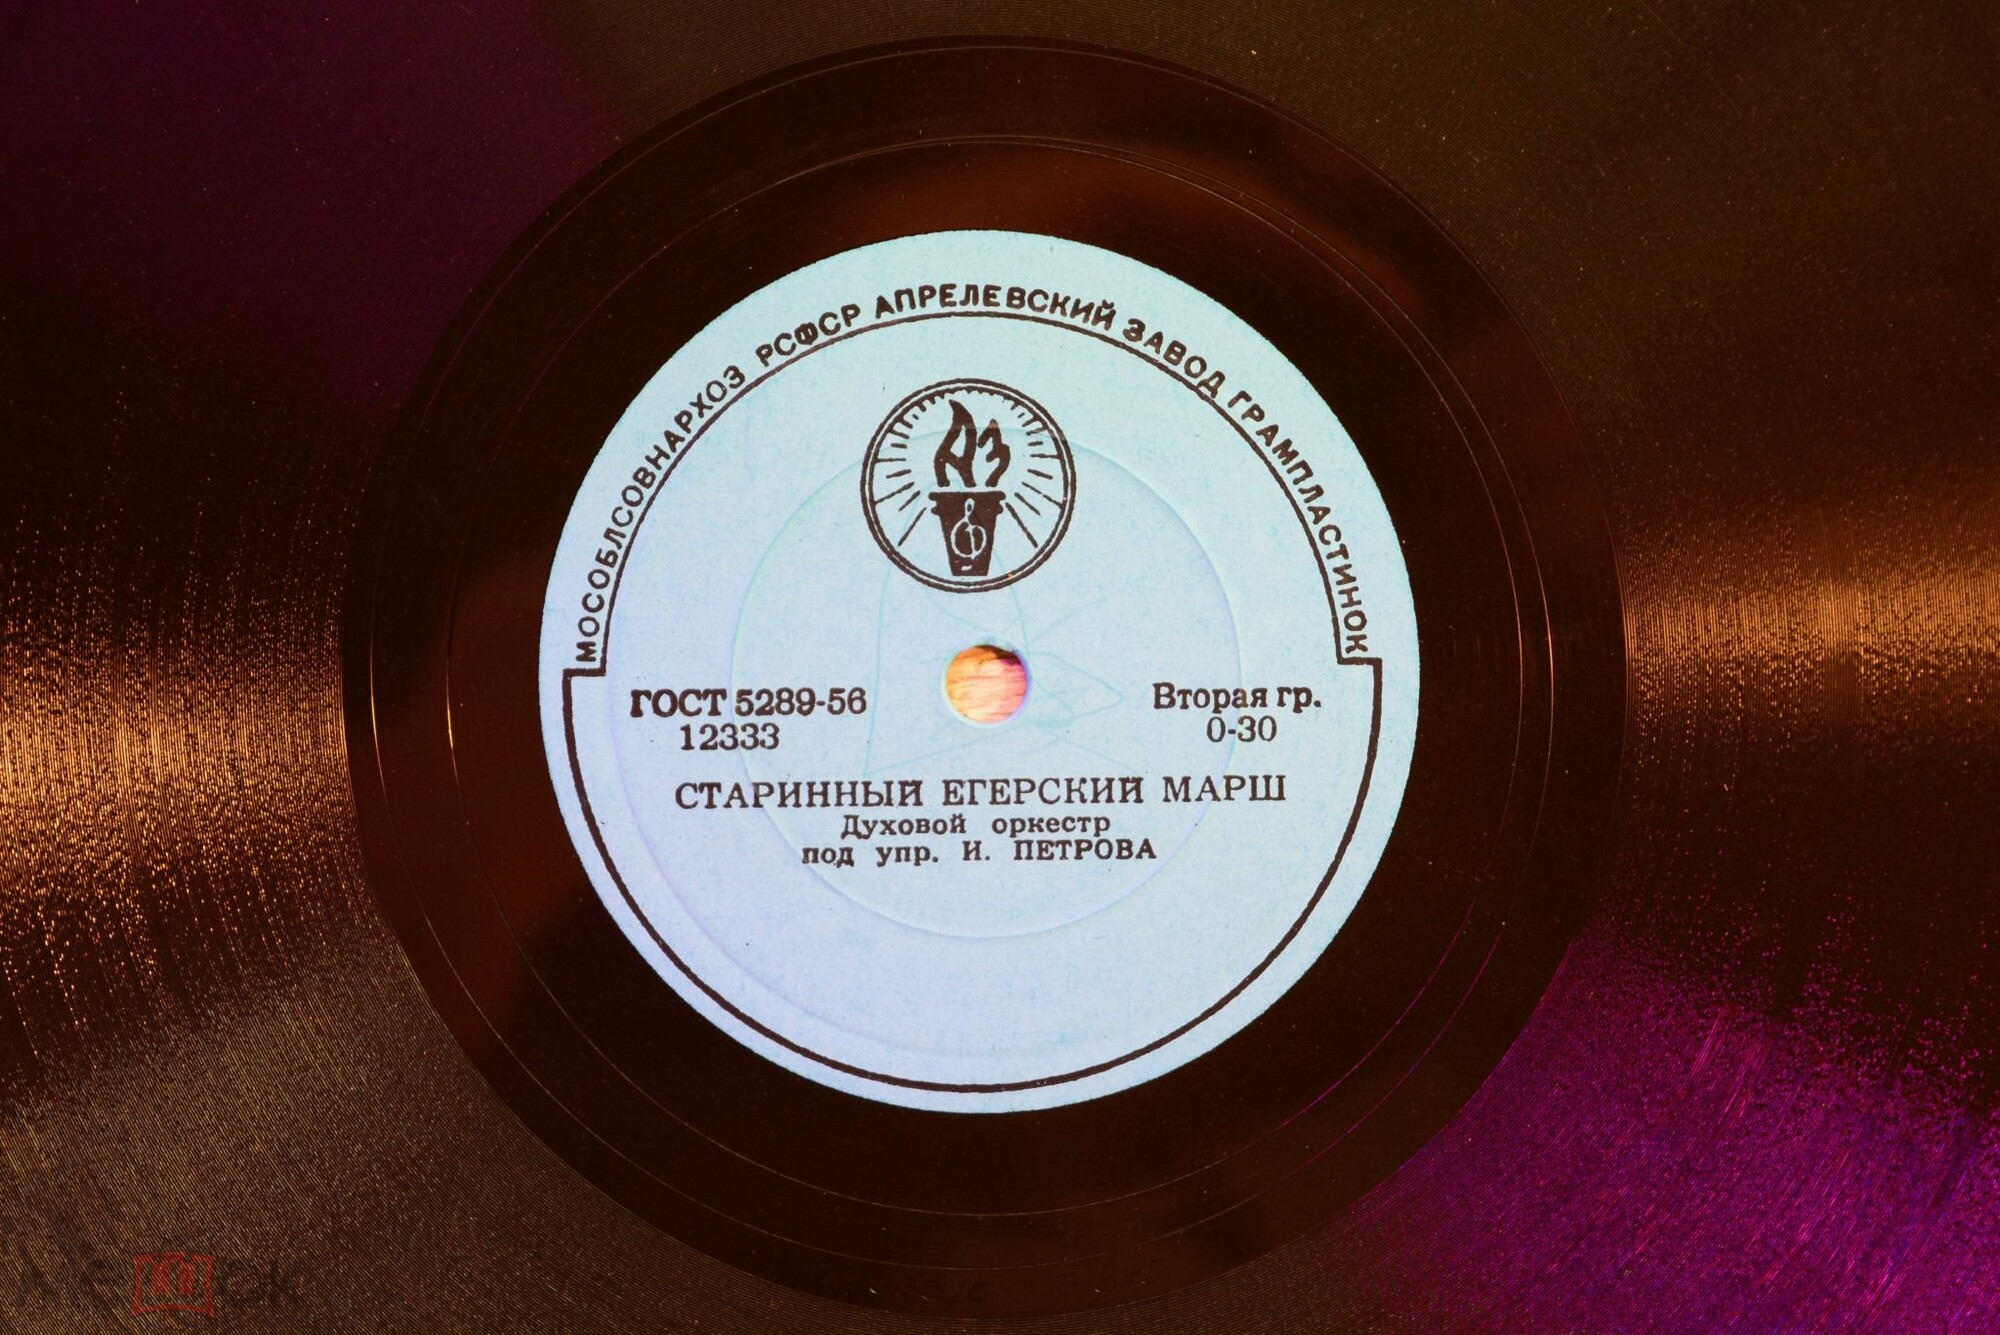 МОСОБЛСОВНАРХОЗ РСФСР АПРЕЛЕВСКИЙ ЗАВОД ГРАМПЛАСТИНОК
АЗ
ГОСТ 5289-56
12333
Вторая гр.
0-30
СТАРИННЫЙ ЕГЕРСКИЙ МАРШ
Духовой оркестр
под упр. И. ПЕТРОВА
Мешок